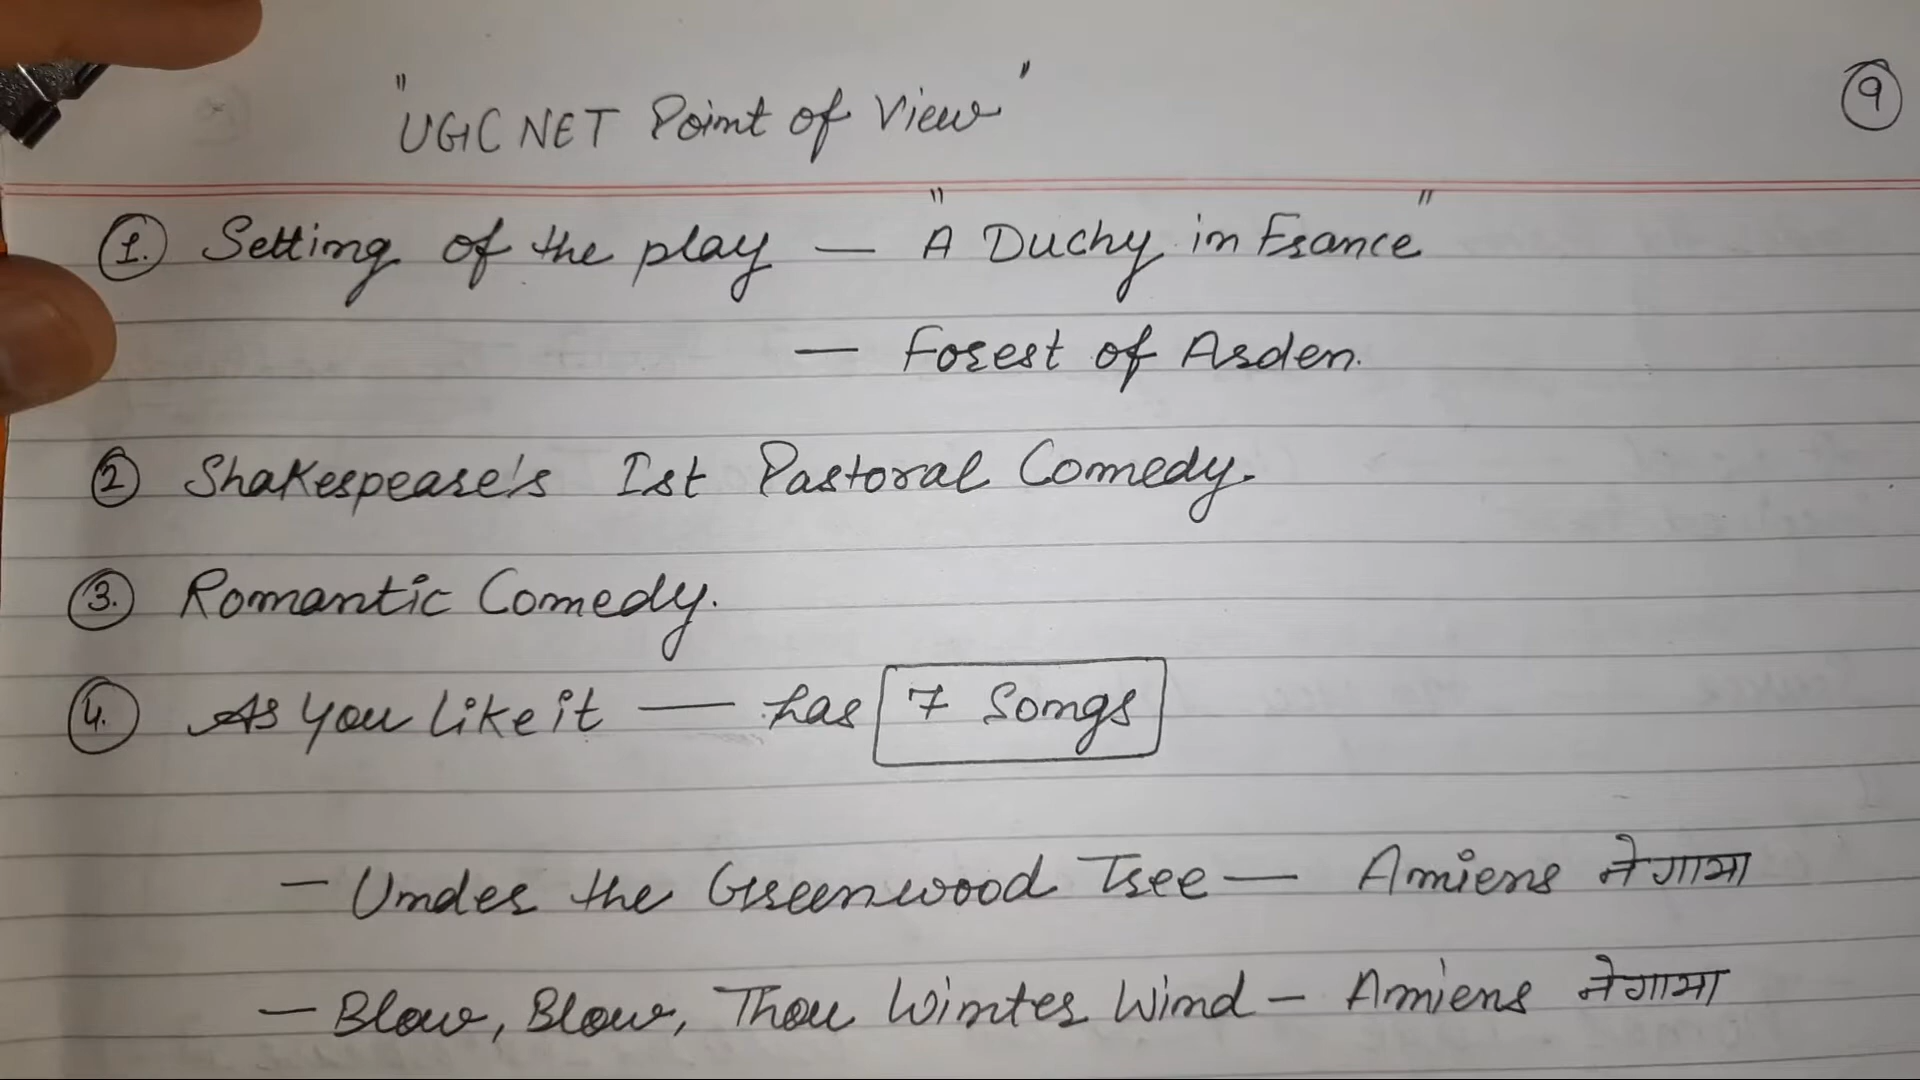 "UGC NET Point of View"
9
1. Setting of the play — "A Duchy in France"
— Forest of Arden.
2 Shakespeare's Ist Pastoral Comedy.
3. Romantic Comedy.
4. As you like it — has 7 Songs
— Under the Greenwood Tree — Amiens ने गाया
— Blow, Blow, Thou Winter Wind — Amiens ने गाया